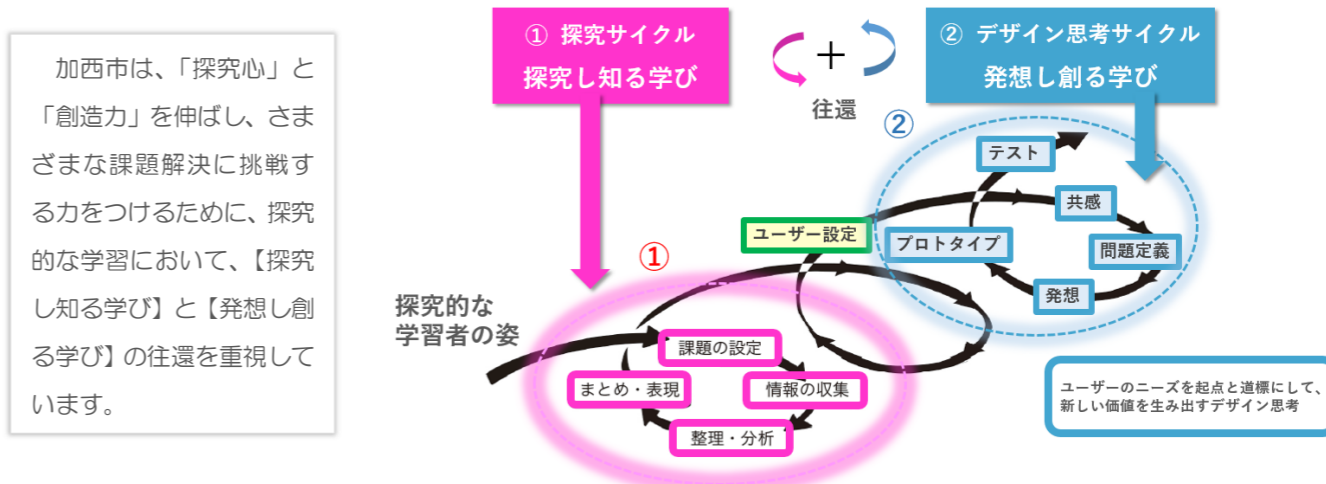 加西市は、「探究心」と
「創造力」を伸ばし、さま
ざまな課題解決に挑戦す
る力をつけるために、探究
的な学習において、【探究
し知る学び】と【発想し創
る学び】の往還を重視して
います。
① 探究サイクル
探究し知る学び
+
往還
② デザイン思考サイクル
発想し創る学び
②
テスト
共感
ユーザー設定
プロトタイプ
問題定義
発想
①
探究的な
学習者の姿
課題の設定
まとめ・表現
情報の収集
整理・分析
ユーザーのニーズを起点と道標にして、
新しい価値を生み出すデザイン思考